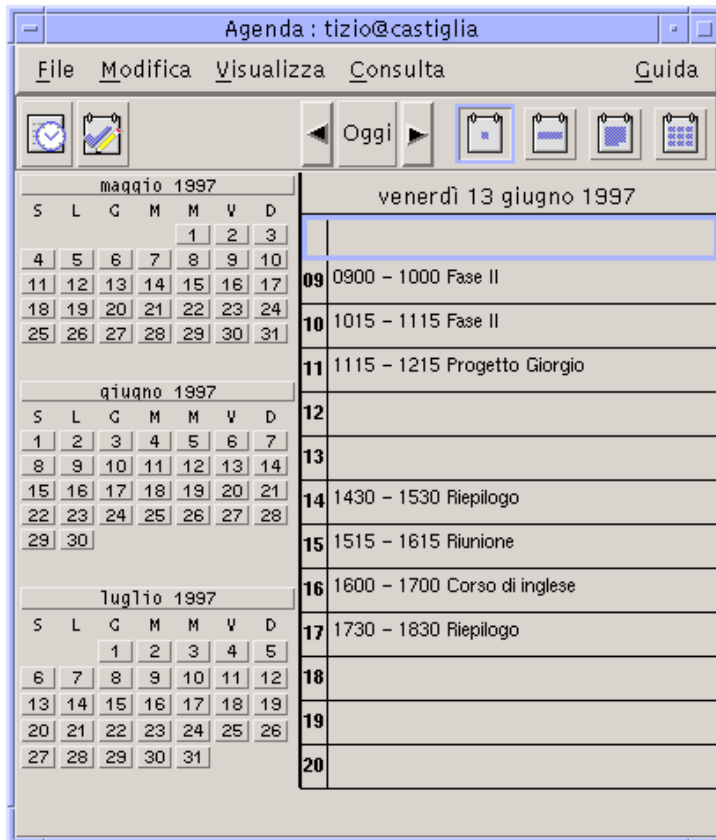 Agenda : tizio@castiglia
File Modifica Visualizza Consulta Guida
Oggi
maggio 1997
S L G M M V D
1 2 3
4 5 6 7 8 9 10
11 12 13 14 15 16 17
18 19 20 21 22 23 24
25 26 27 28 29 30 31
giugno 1997
S L G M M V D
1 2 3 4 5 6 7
8 9 10 11 12 13 14
15 16 17 18 19 20 21
22 23 24 25 26 27 28
29 30
luglio 1997
S L G M M V D
1 2 3 4 5
6 7 8 9 10 11 12
13 14 15 16 17 18 19
20 21 22 23 24 25 26
27 28 29 30 31
venerdì 13 giugno 1997
09 0900 – 1000 Fase II
10 1015 – 1115 Fase II
11 1115 – 1215 Progetto Giorgio
12
13
14 1430 – 1530 Riepilogo
15 1515 – 1615 Riunione
16 1600 – 1700 Corso di inglese
17 1730 – 1830 Riepilogo
18
19
20